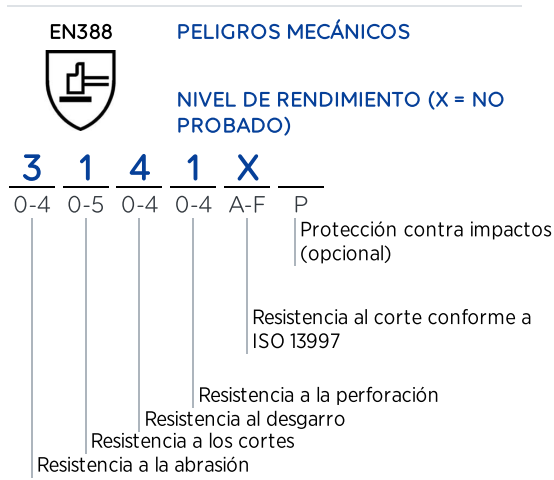 EN388
PELIGROS MECÁNICOS
NIVEL DE RENDIMIENTO (X = NO
PROBADO)
3 1 4 1 X
0-4 0-5 0-4 0-4 A-F P
Protección contra impactos
(opcional)
Resistencia al corte conforme a
ISO 13997
Resistencia a la perforación
Resistencia al desgarro
Resistencia a los cortes
Resistencia a la abrasión